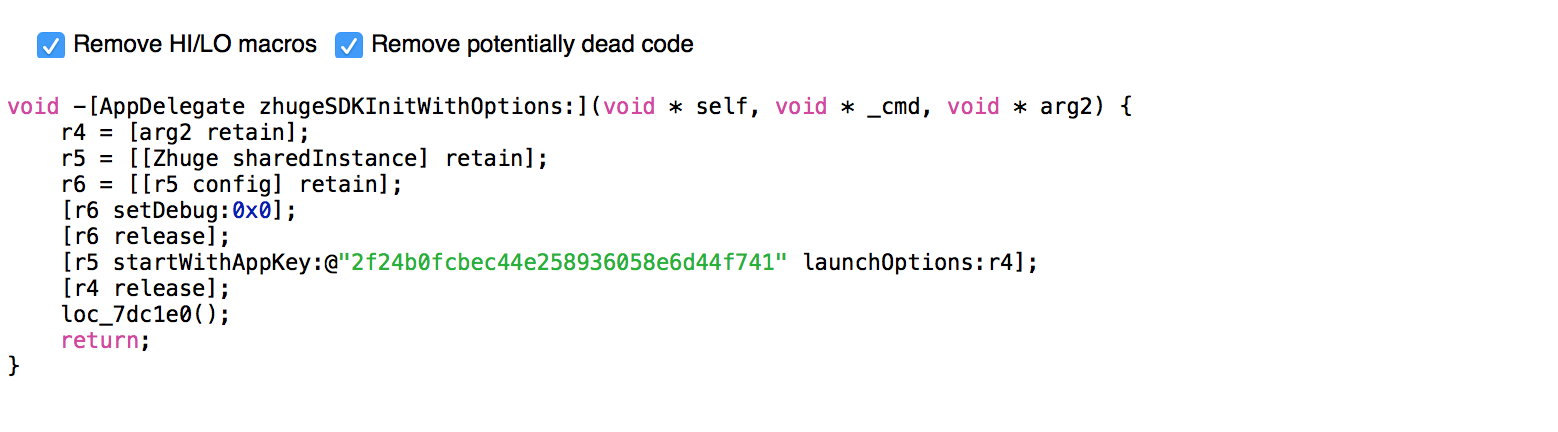 Remove HI/LO macros Remove potentially dead code
void -[AppDelegate zhugeSDKInitWithOptions:](void * self, void * _cmd, void * arg2) {
    r4 = [arg2 retain];
    r5 = [[Zhuge sharedInstance] retain];
    r6 = [[r5 config] retain];
    [r6 setDebug:0x0];
    [r6 release];
    [r5 startWithAppKey:@"2f24b0fcbec44e258936058e6d44f741" launchOptions:r4];
    [r4 release];
    loc_7dc1e0();
    return;
}